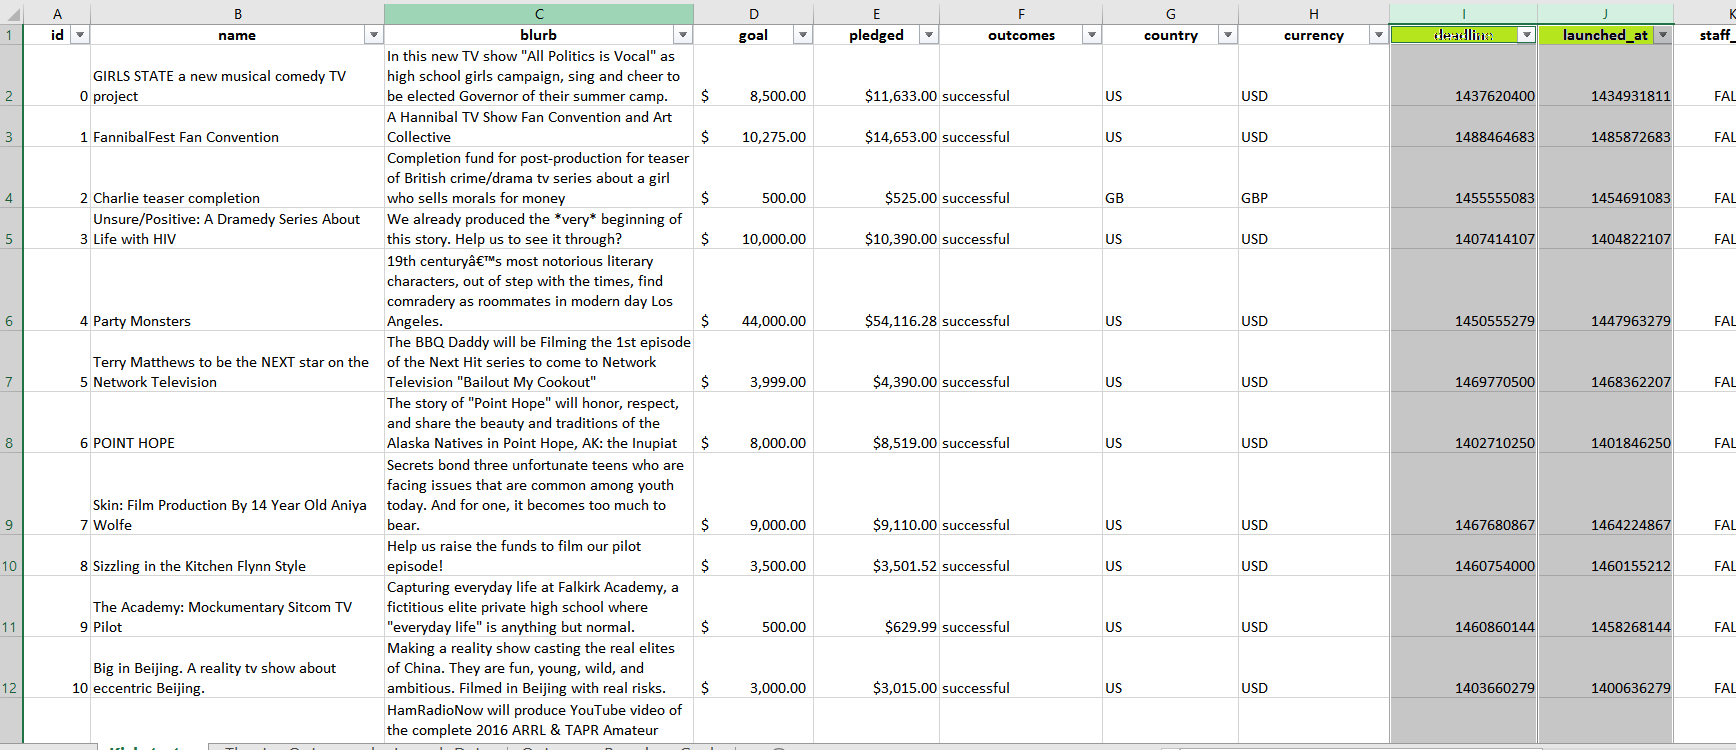 A B C D E F G H I J K
1 id name blurb goal pledged outcomes country currency deadline launched_at staff_
In this new TV show "All Politics is Vocal" as
GIRLS STATE a new musical comedy TV high school girls campaign, sing and cheer to
2 0 project be elected Governor of their summer camp. $ 8,500.00 $11,633.00 successful US USD 1437620400 1434931811 FAL
A Hannibal TV Show Fan Convention and Art
3 1 FannibalFest Fan Convention Collective $ 10,275.00 $14,653.00 successful US USD 1488464683 1485872683 FAL
Completion fund for post-production for teaser
of British crime/drama tv series about a girl
4 2 Charlie teaser completion who sells morals for money $ 500.00 $525.00 successful GB GBP 1455555083 1454691083 FAL
Unsure/Positive: A Dramedy Series About We already produced the *very* beginning of
5 3 Life with HIV this story. Help us to see it through? $ 10,000.00 $10,390.00 successful US USD 1407414107 1404822107 FAL
19th centuryâ€™s most notorious literary
characters, out of step with the times, find
comradery as roommates in modern day Los
6 4 Party Monsters Angeles. $ 44,000.00 $54,116.28 successful US USD 1450555279 1447963279 FAL
The BBQ Daddy will be Filming the 1st episode
Terry Matthews to be the NEXT star on the of the Next Hit series to come to Network
7 5 Network Television Television "Bailout My Cookout" $ 3,999.00 $4,390.00 successful US USD 1469770500 1468362207 FAL
The story of "Point Hope" will honor, respect,
and share the beauty and traditions of the
8 6 POINT HOPE Alaska Natives in Point Hope, AK: the Inupiat $ 8,000.00 $8,519.00 successful US USD 1402710250 1401846250 FAL
Secrets bond three unfortunate teens who are
facing issues that are common among youth
Skin: Film Production By 14 Year Old Aniya today. And for one, it becomes too much to
9 7 Wolfe bear. $ 9,000.00 $9,110.00 successful US USD 1467680867 1464224867 FAL
Help us raise the funds to film our pilot
10 8 Sizzling in the Kitchen Flynn Style episode! $ 3,500.00 $3,501.52 successful US USD 1460754000 1460155212 FAL
Capturing everyday life at Falkirk Academy, a
The Academy: Mockumentary Sitcom TV fictitious elite private high school where
11 9 Pilot "everyday life" is anything but normal. $ 500.00 $629.99 successful US USD 1460860144 1458268144 FAL
Making a reality show casting the real elites
Big in Beijing. A reality tv show about of China. They are fun, young, wild, and
12 10 eccentric Beijing. ambitious. Filmed in Beijing with real risks. $ 3,000.00 $3,015.00 successful US USD 1403660279 1400636279 FAL
HamRadioNow will produce YouTube video of
the complete 2016 ARRL & TAPR Amateur